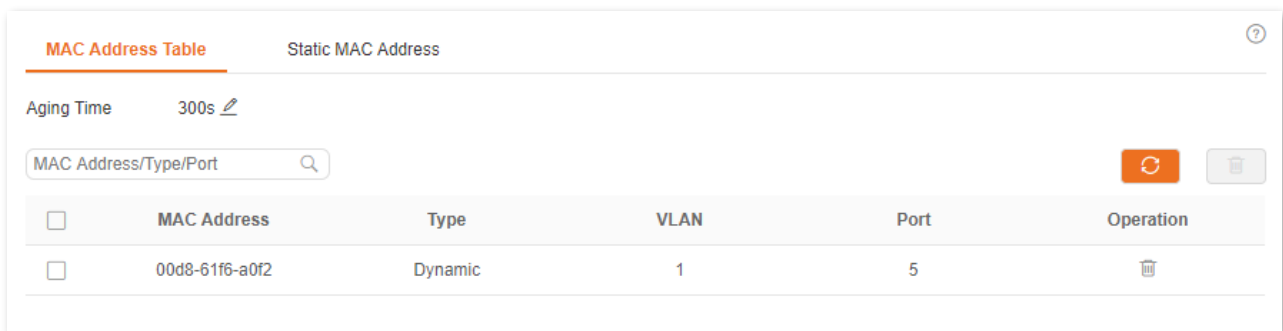 MAC Address Table Static MAC Address
Aging Time 300s
MAC Address/Type/Port
MAC Address Type VLAN Port Operation
00d8-61f6-a0f2 Dynamic 1 5